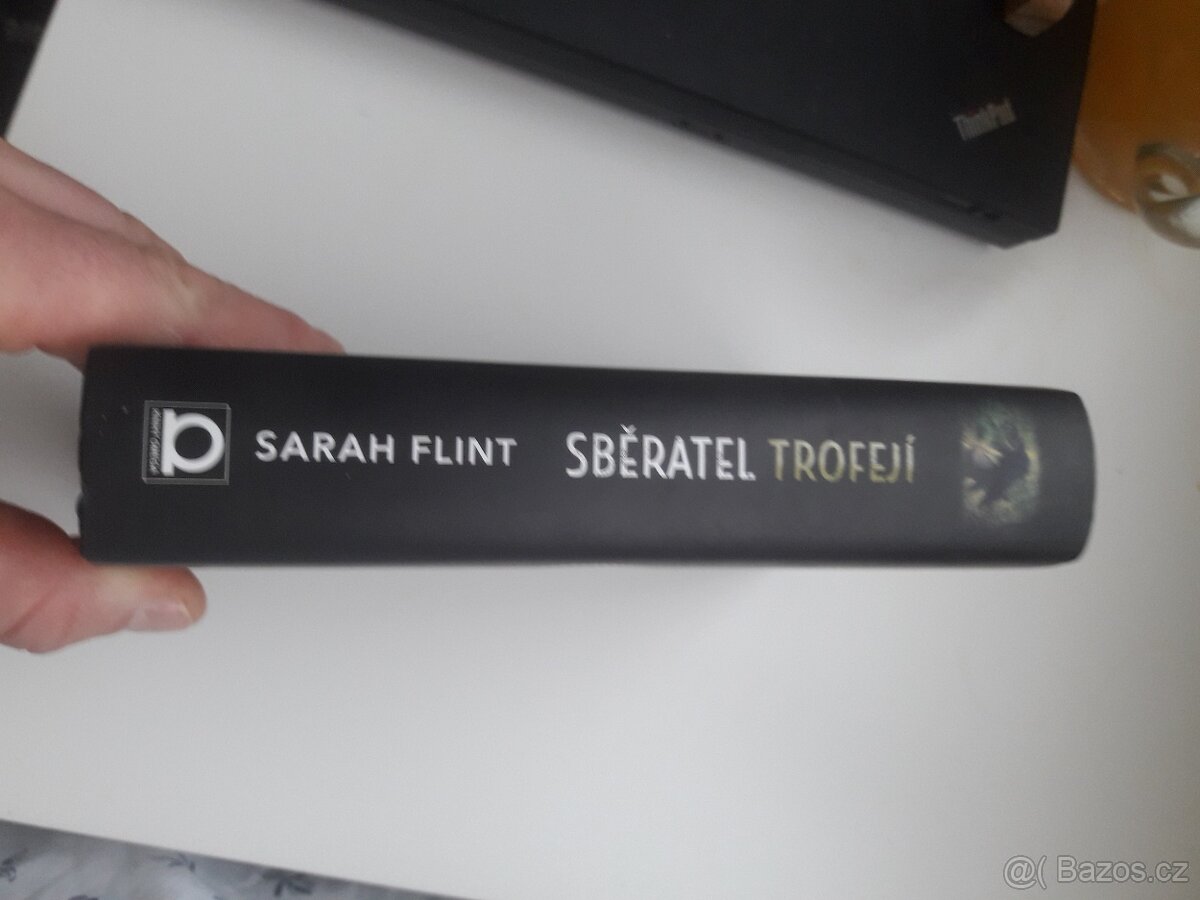 ThinkPad
SARAH FLINT SBĚRATEL TROFEJÍ
@( Bazos.cz